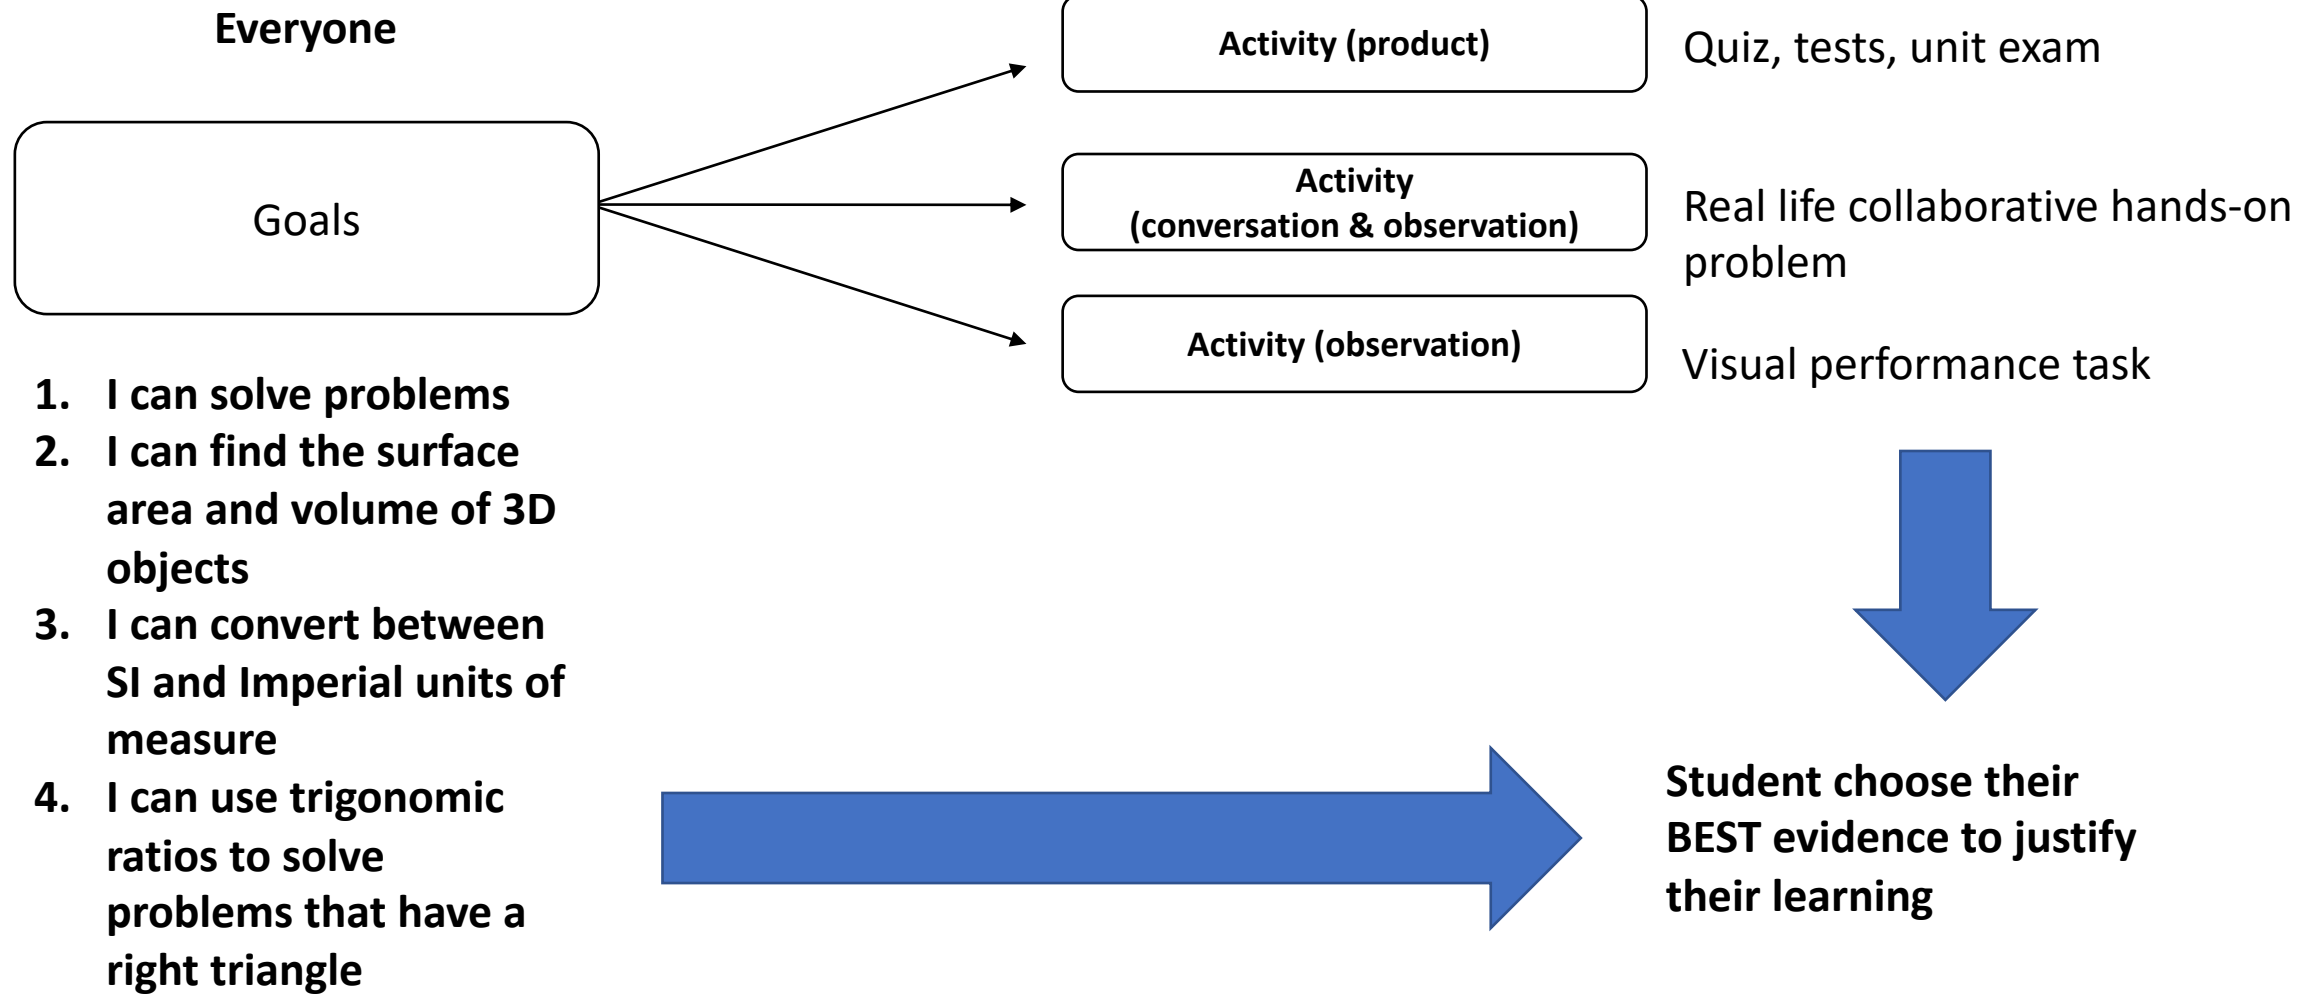 Everyone
Goals
1. I can solve problems
2. I can find the surface
area and volume of 3D
objects
3. I can convert between
SI and Imperial units of
measure
4. I can use trigonomic
ratios to solve
problems that have a
right triangle
Activity (product)
Quiz, tests, unit exam
Activity
(conversation & observation)
Real life collaborative hands-on
problem
Activity (observation)
Visual performance task
Student choose their
BEST evidence to justify
their learning